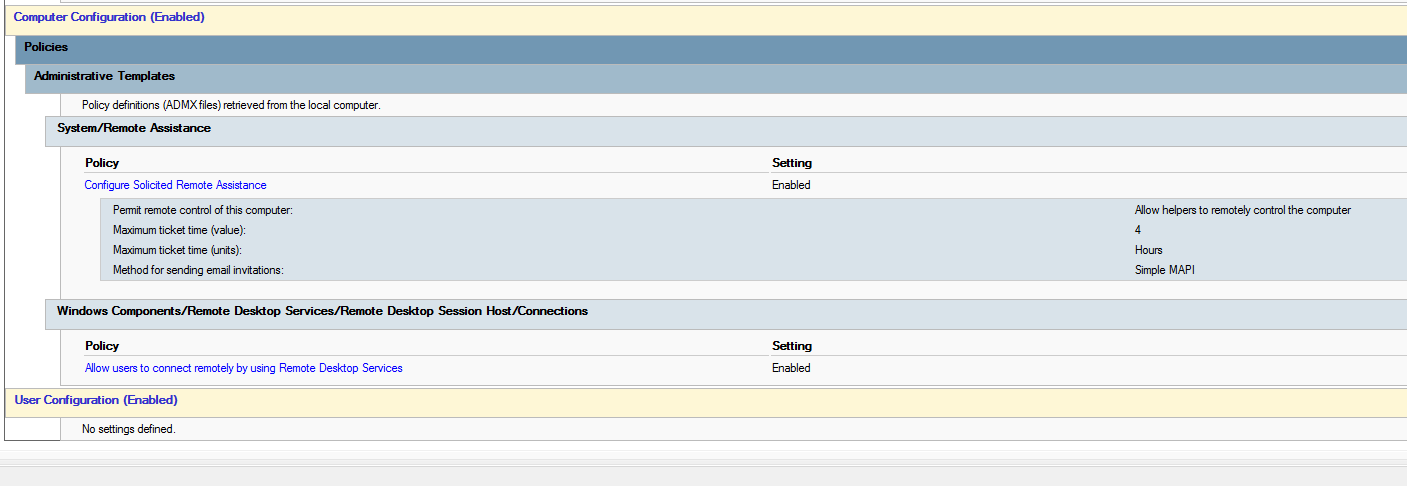 Computer Configuration (Enabled)
Policies
Administrative Templates
Policy definitions (ADMX files) retrieved from the local computer.
System/Remote Assistance
Policy Setting
Configure Solicited Remote Assistance Enabled
Permit remote control of this computer: Allow helpers to remotely control the computer
Maximum ticket time (value): 4
Maximum ticket time (units): Hours
Method for sending email invitations: Simple MAPI
Windows Components/Remote Desktop Services/Remote Desktop Session Host/Connections
Policy Setting
Allow users to connect remotely by using Remote Desktop Services Enabled
User Configuration (Enabled)
No settings defined.